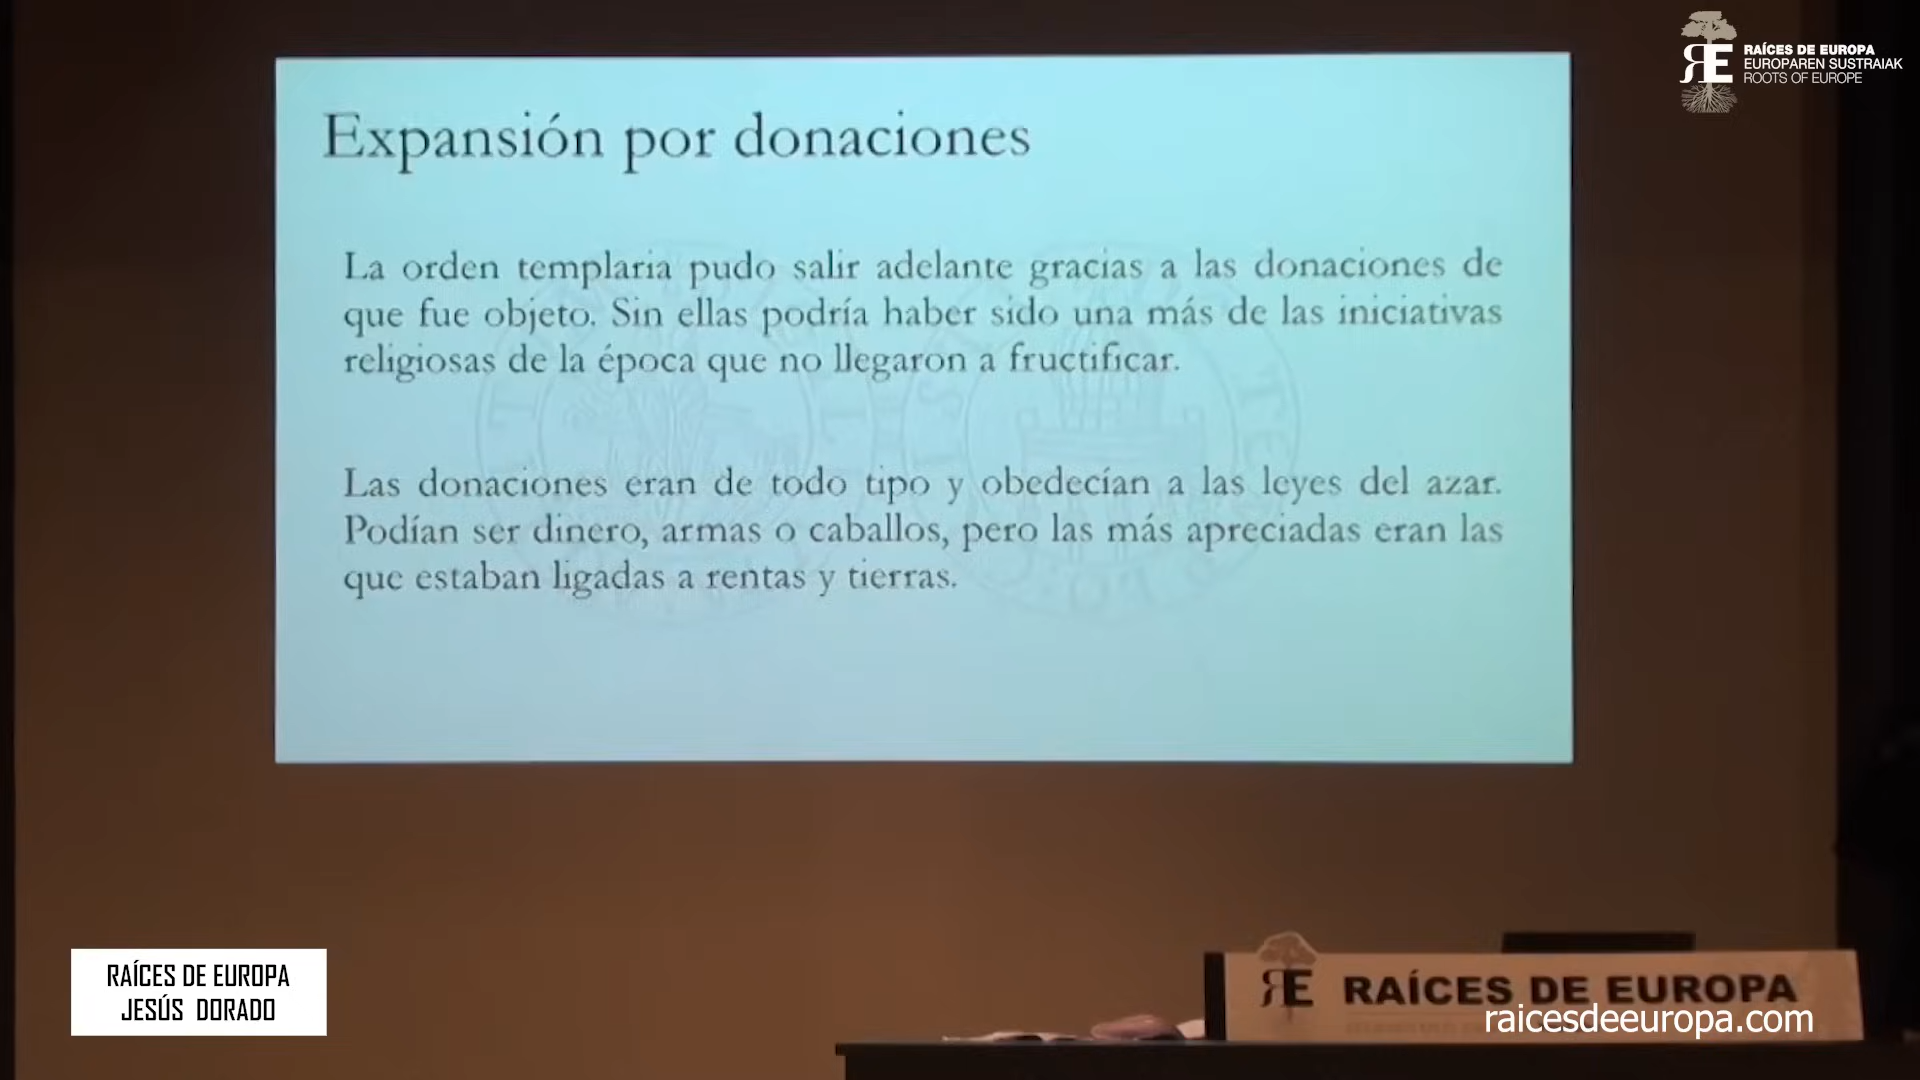 RAÍCES DE EUROPA
EUROPAREN SUSTRAIAK
ROOTS OF EUROPE
Expansión por donaciones
La orden templaria pudo salir adelante gracias a las donaciones de
que fue objeto. Sin ellas podría haber sido una más de las iniciativas
religiosas de la época que no llegaron a fructificar.
Las donaciones eran de todo tipo y obedecían a las leyes del azar.
Podían ser dinero, armas o caballos, pero las más apreciadas eran las
que estaban ligadas a rentas y tierras.
RAÍCES DE EUROPA
JESÚS DORADO
RE RAÍCES DE EUROPA
raicesdeeuropa.com